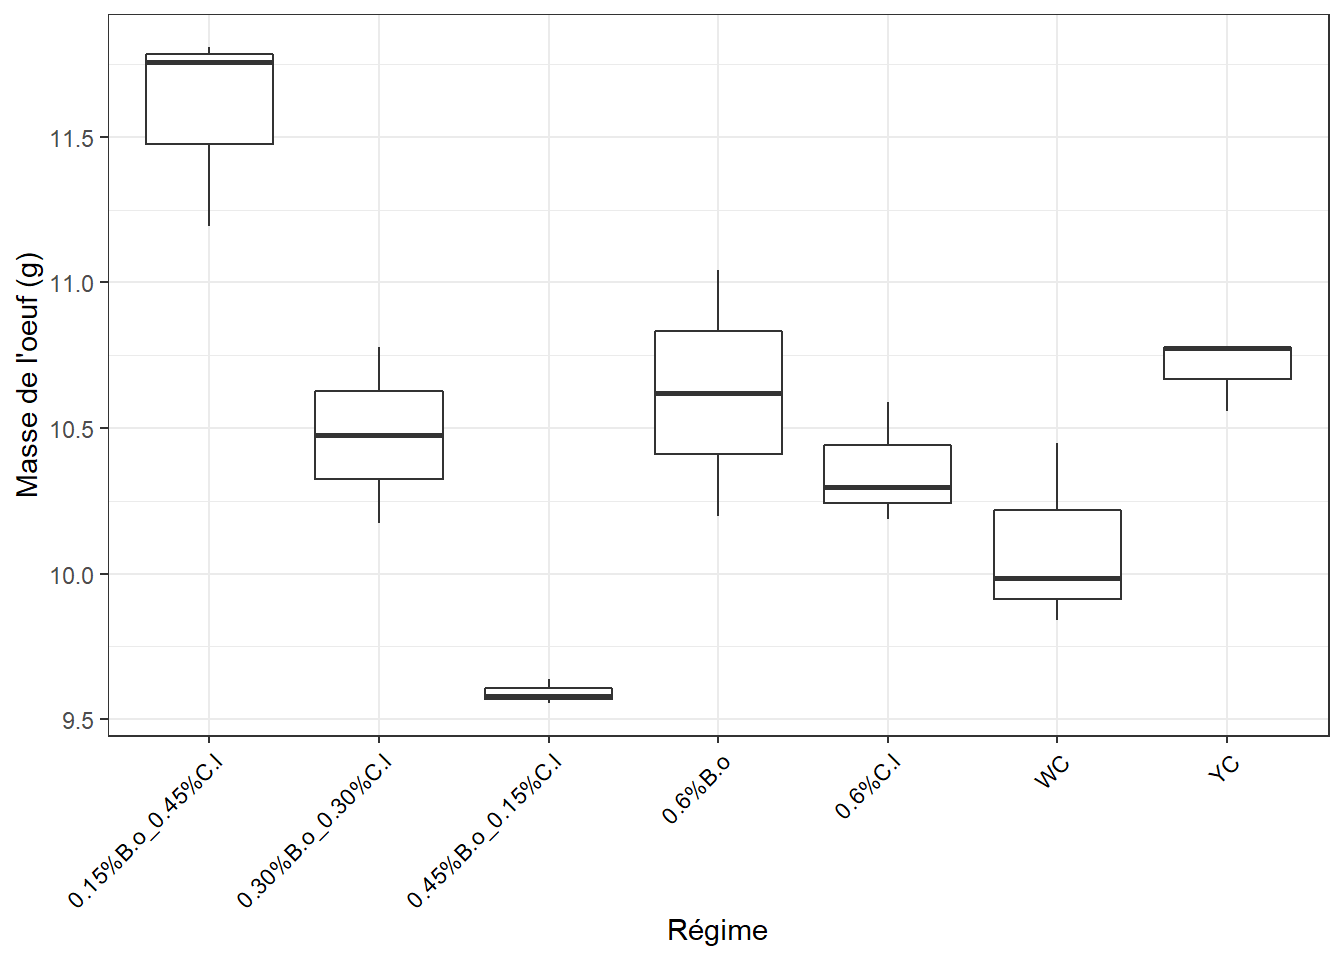 Masse de l'oeuf (g)
11.5
11.0
10.5
10.0
9.5
0.15%B.o_0.45%C.l
0.30%B.o_0.30%C.l
0.45%B.o_0.15%C.l
0.6%B.o
0.6%C.l
WC
YC
Régime